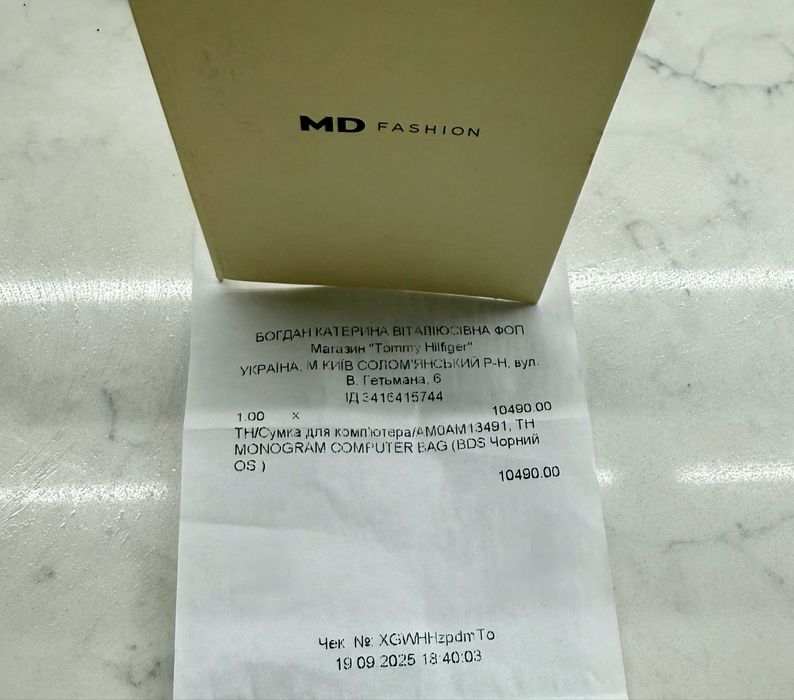 MD FASHION
БОГДАН КАТЕРИНА ВІТАЛІЮСІВНА ФОП
Магазин "Tommy Hilfiger"
УКРАЇНА, М КИЇВ СОЛОМ'ЯНСЬКИЙ Р-Н, вул.
В. Гетьмана, 6
ІД 3416415744
1.00 x 10490.00
TH/Сумка для комп'ютера/AM0AM13491, TH
MONOGRAM COMPUTER BAG (BDS Чорний
OS )
10490.00
Чек №: XGWHHzpdmTo
19.09.2025 18:40:03